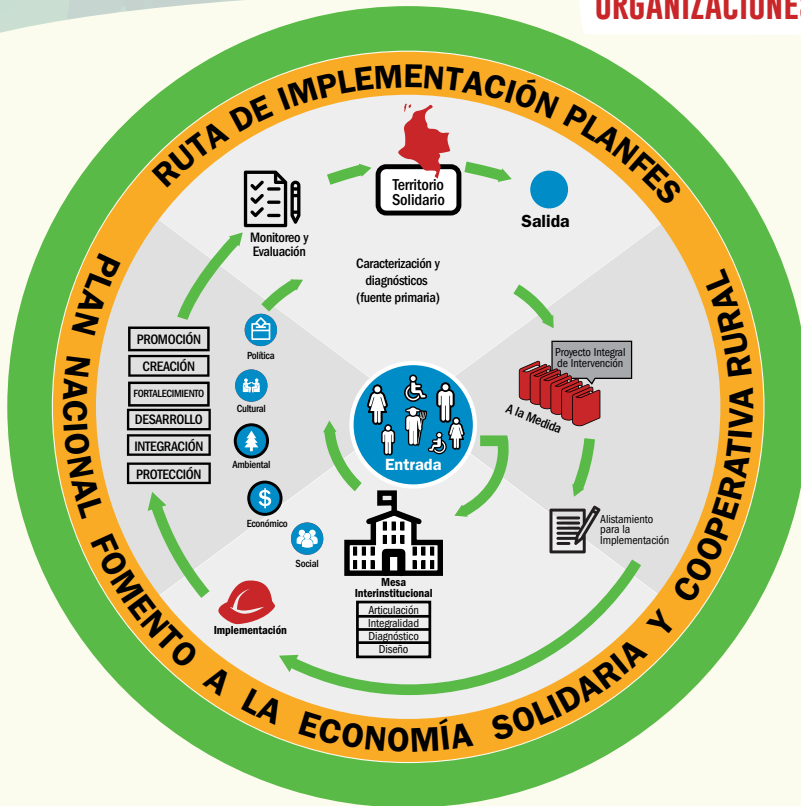 ORGANIZACIONES
RUTA DE IMPLEMENTACIÓN PLANFES
Territorio
Solidario
Salida
Monitoreo y
Evaluación
Caracterización y
diagnósticos
(fuente primaria)
Proyecto Integral
de Intervención
A la Medida
Alistamiento
para la
Implementación
PROMOCIÓN
CREACIÓN
FORTALECIMIENTO
DESARROLLO
INTEGRACIÓN
PROTECCIÓN
Política
Cultural
Ambiental
$
Económico
Social
Entrada
Mesa
Interinstitucional
Articulación
Integralidad
Diagnóstico
Diseño
Implementación
PLAN NACIONAL FOMENTO A LA ECONOMÍA SOLIDARIA Y COOPERATIVA RURAL